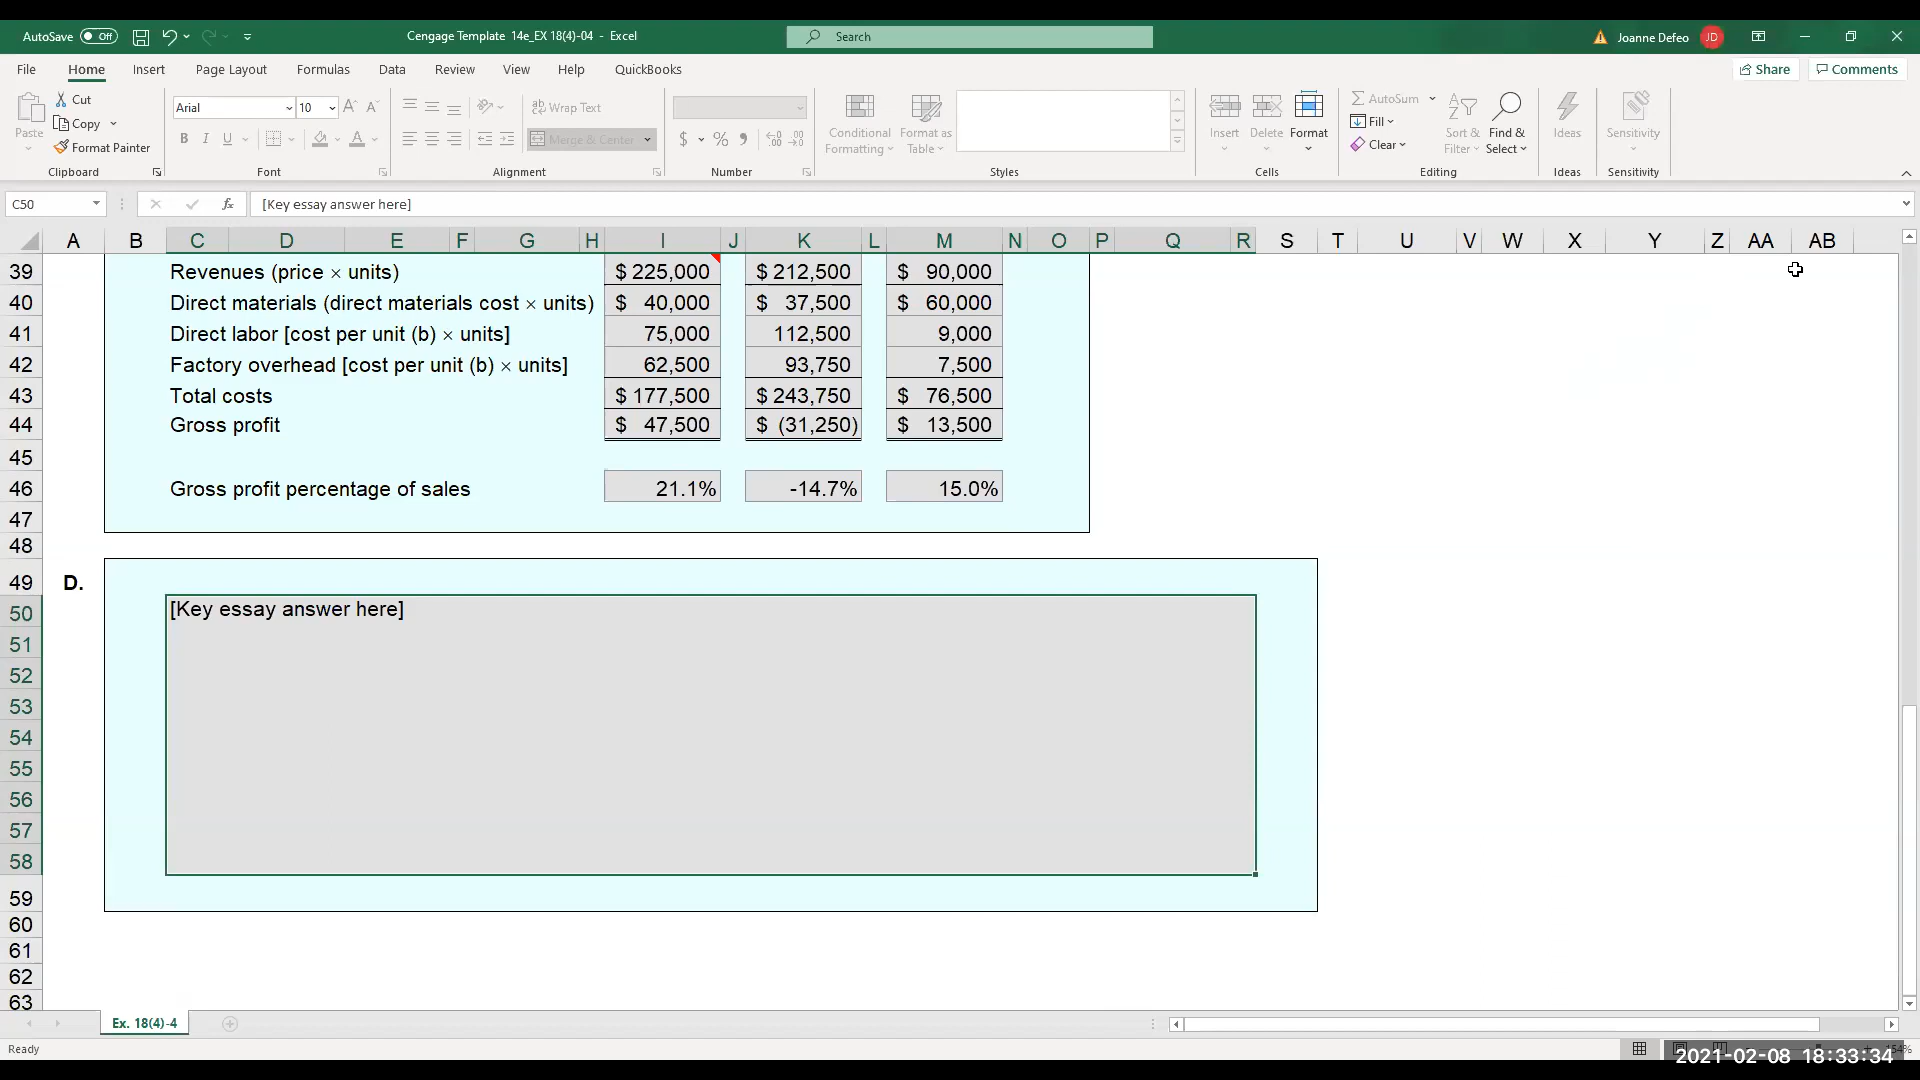 AutoSave Off Cengage Template 14e_EX 18(4)-04 - Excel Search Joanne Defeo JD
File Home Insert Page Layout Formulas Data Review View Help QuickBooks Share Comments
Paste
Cut
Copy
Format Painter
Clipboard
Arial 10
B I U
Font
Wrap Text
Merge & Center
Alignment
$ % 9
Number
Conditional Formatting
Format as Table
Styles
Insert Delete Format
Cells
AutoSum
Fill
Clear
Sort & Filter
Find & Select
Editing
Ideas
Ideas
Sensitivity
Sensitivity
C50 fx [Key essay answer here]
A B C D E F G H I J K L M N O P Q R S T U V W X Y Z AA AB
39 Revenues (price × units) $ 225,000 $ 212,500 $ 90,000
40 Direct materials (direct materials cost × units) $ 40,000 $ 37,500 $ 60,000
41 Direct labor [cost per unit (b) × units] 75,000 112,500 9,000
42 Factory overhead [cost per unit (b) × units] 62,500 93,750 7,500
43 Total costs $ 177,500 $ 243,750 $ 76,500
44 Gross profit $ 47,500 $ (31,250) $ 13,500
45
46 Gross profit percentage of sales 21.1% -14.7% 15.0%
47
48
49 D.
50 [Key essay answer here]
51
52
53
54
55
56
57
58
59
60
61
62
63
Ex. 18(4)-4
Ready
2021-02-08 18:33:34